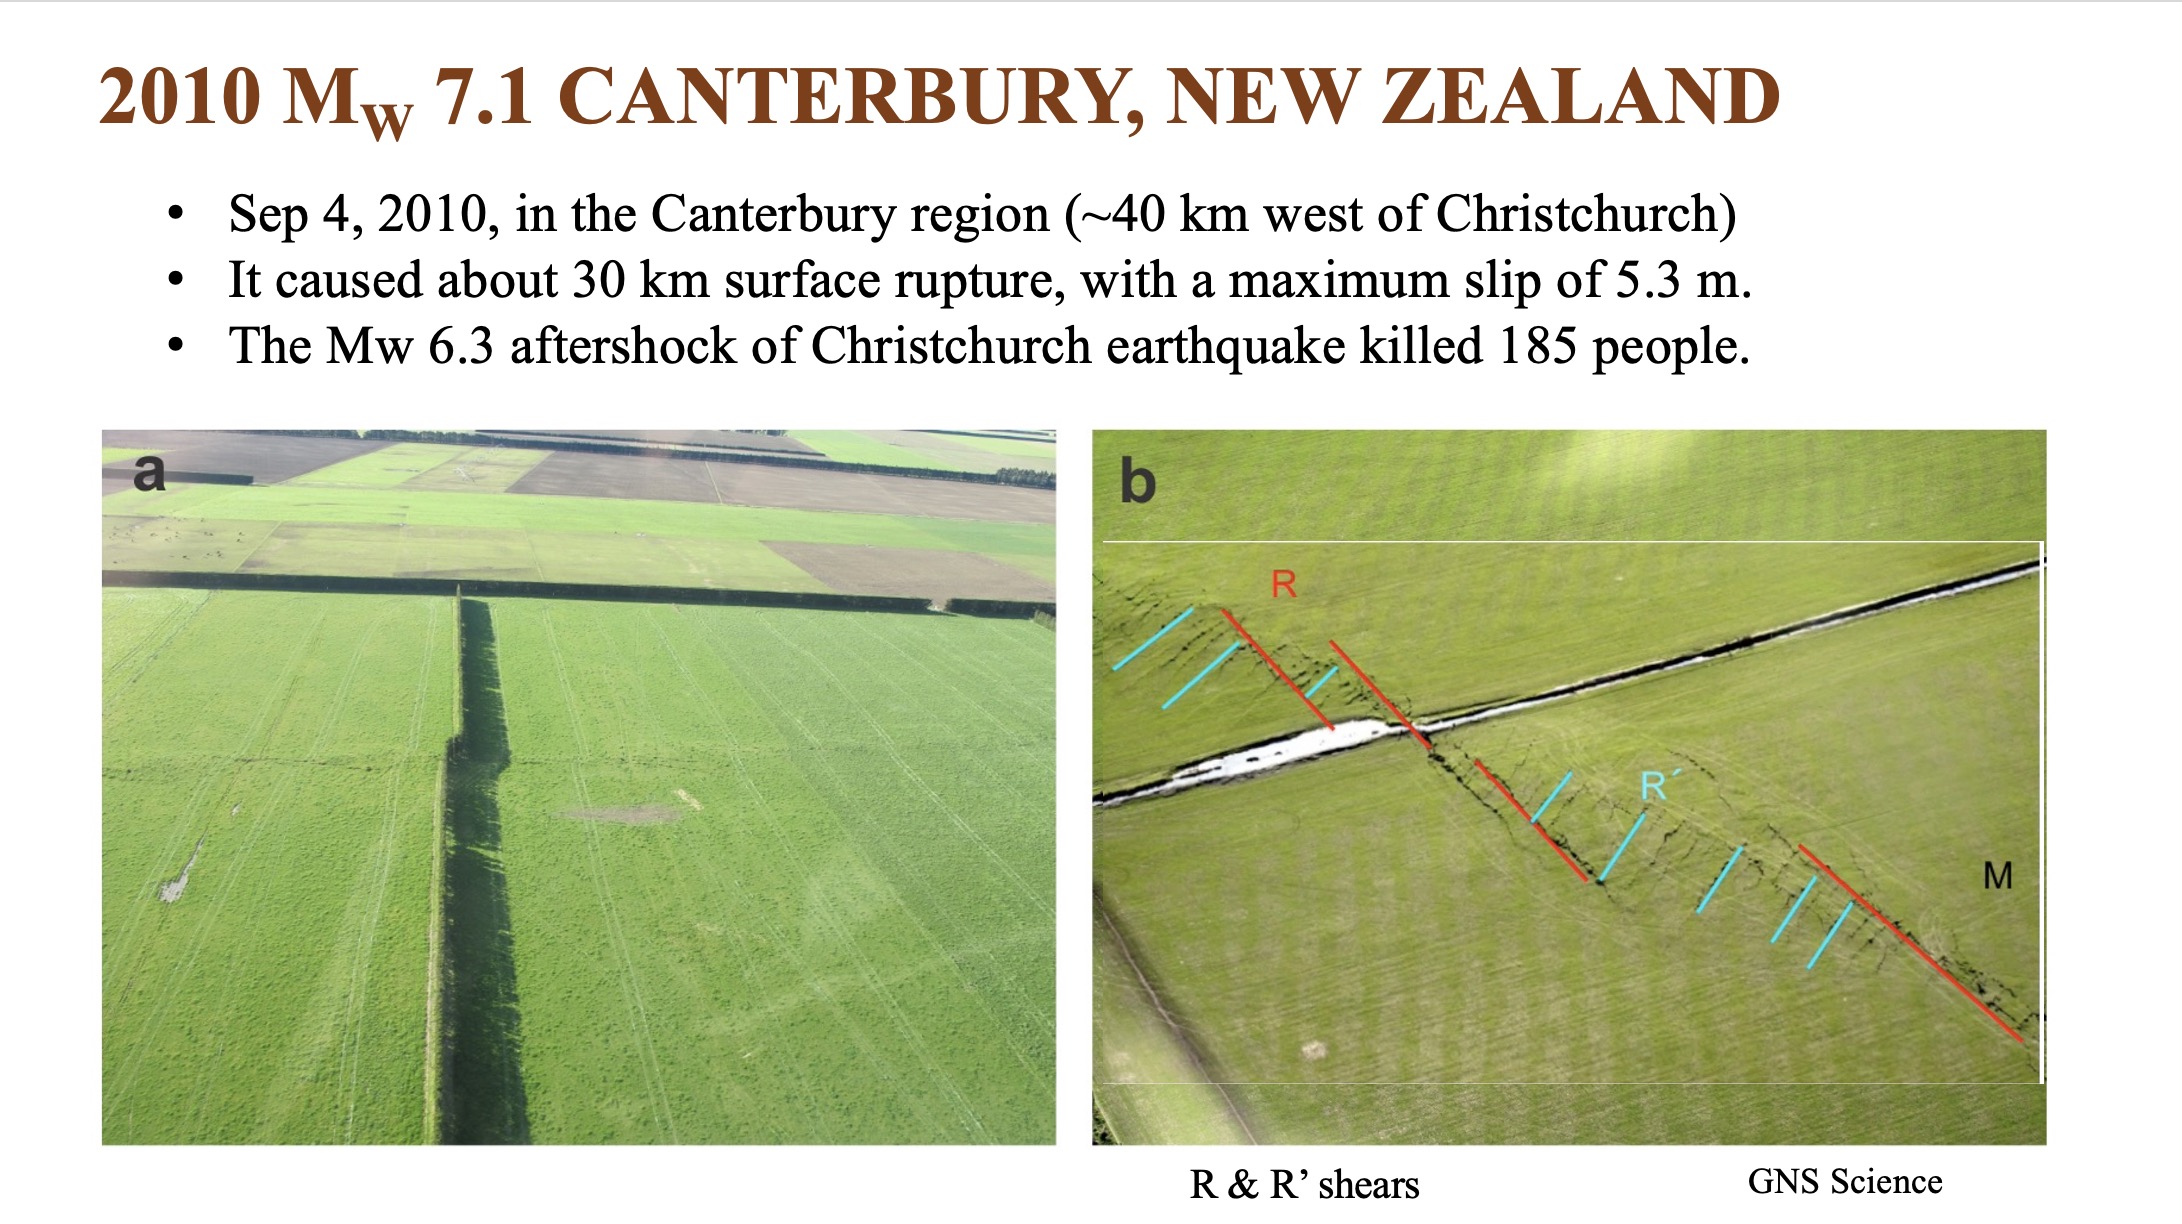 2010 Mw 7.1 CANTERBURY, NEW ZEALAND
• Sep 4, 2010, in the Canterbury region (~40 km west of Christchurch)
• It caused about 30 km surface rupture, with a maximum slip of 5.3 m.
• The Mw 6.3 aftershock of Christchurch earthquake killed 185 people.
a
b
R
R´
M
R & R’ shears
GNS Science